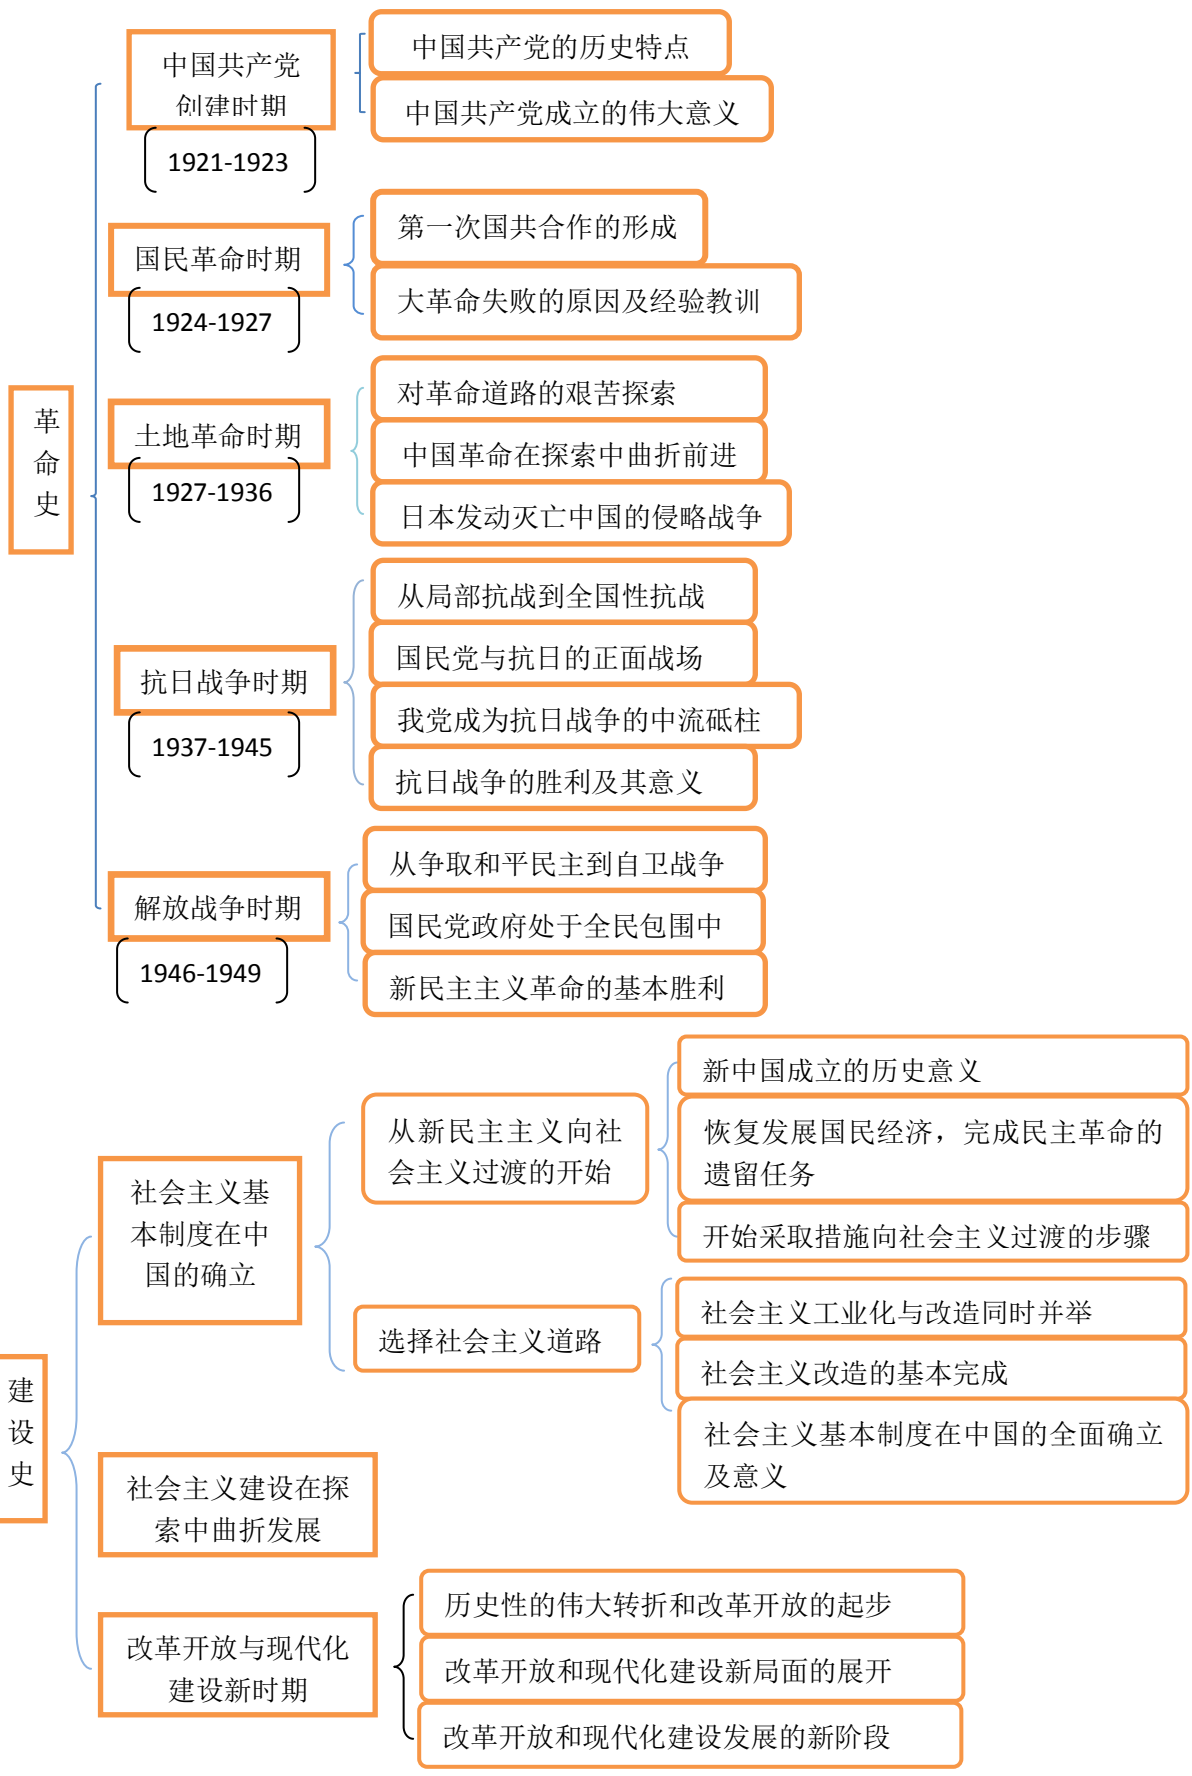 革
命
史
中国共产党
创建时期
1921-1923
中国共产党的历史特点
中国共产党成立的伟大意义
国民革命时期
1924-1927
第一次国共合作的形成
大革命失败的原因及经验教训
土地革命时期
1927-1936
对革命道路的艰苦探索
中国革命在探索中曲折前进
日本发动灭亡中国的侵略战争
抗日战争时期
1937-1945
从局部抗战到全国性抗战
国民党与抗日的正面战场
我党成为抗日战争的中流砥柱
抗日战争的胜利及其意义
解放战争时期
1946-1949
从争取和平民主到自卫战争
国民党政府处于全民包围中
新民主主义革命的基本胜利
建
设
史
社会主义基
本制度在中
国的确立
从新民主主义向社
会主义过渡的开始
新中国成立的历史意义
恢复发展国民经济，完成民主革命的
遗留任务
开始采取措施向社会主义过渡的步骤
选择社会主义道路
社会主义工业化与改造同时并举
社会主义改造的基本完成
社会主义基本制度在中国的全面确立
及意义
社会主义建设在探
索中曲折发展
改革开放与现代化
建设新时期
历史性的伟大转折和改革开放的起步
改革开放和现代化建设新局面的展开
改革开放和现代化建设发展的新阶段